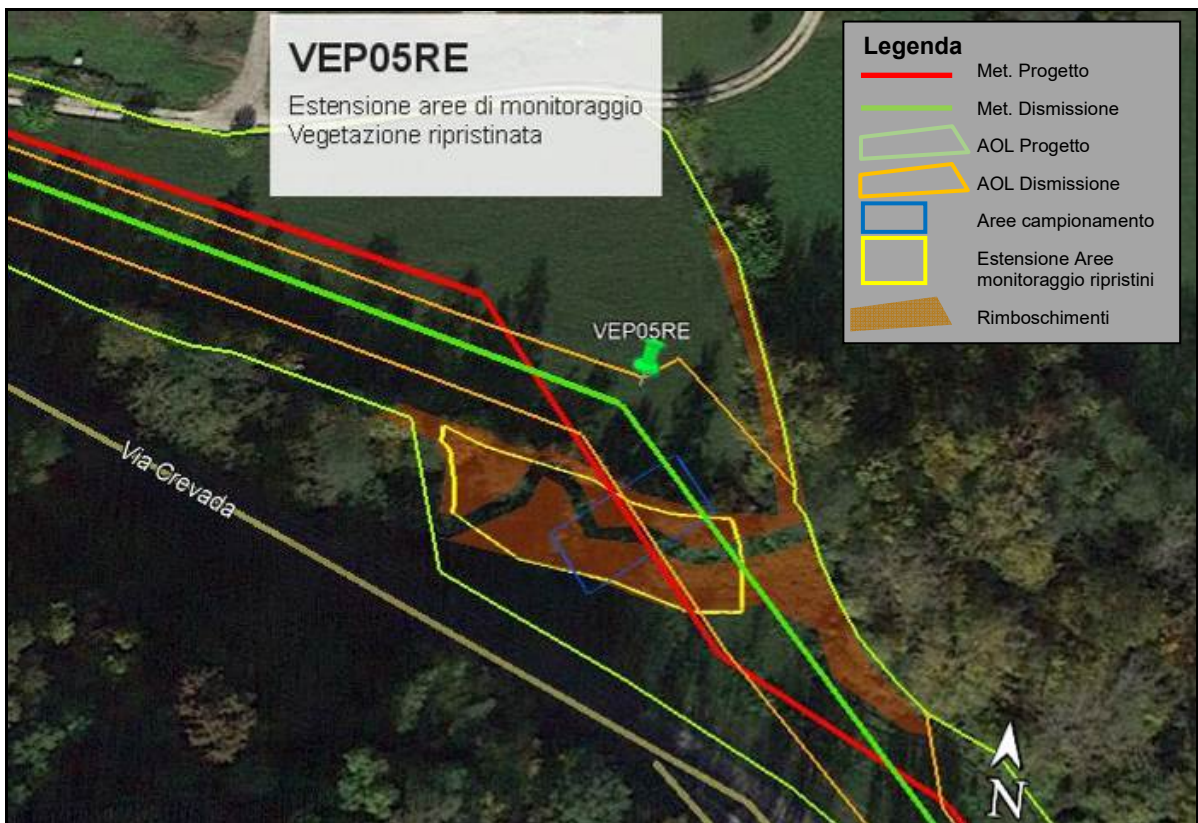 VEP05RE
Estensione aree di monitoraggio
Vegetazione ripristinata
Legenda
Met. Progetto
Met. Dismissione
AOL Progetto
AOL Dismissione
Aree campionamento
Estensione Aree
monitoraggio ripristini
Rimboschimenti
VEP05RE
Via Crevada
N